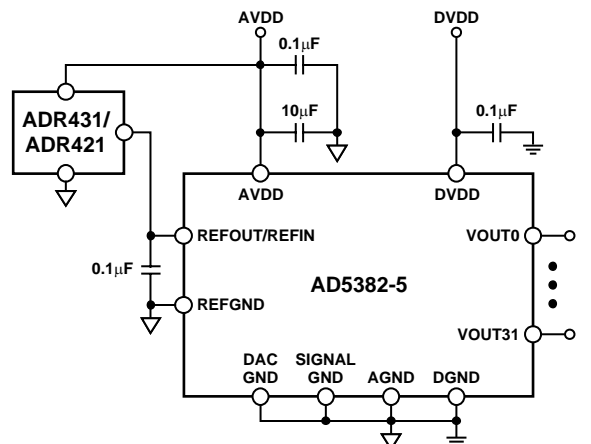 AVDD
DVDD
0.1μF
ADR431/
ADR421
10μF
0.1μF
AVDD
DVDD
REFOUT/REFIN
VOUT0
0.1μF
AD5382-5
REFGND
VOUT31
DAC
GND
SIGNAL
GND
AGND
DGND